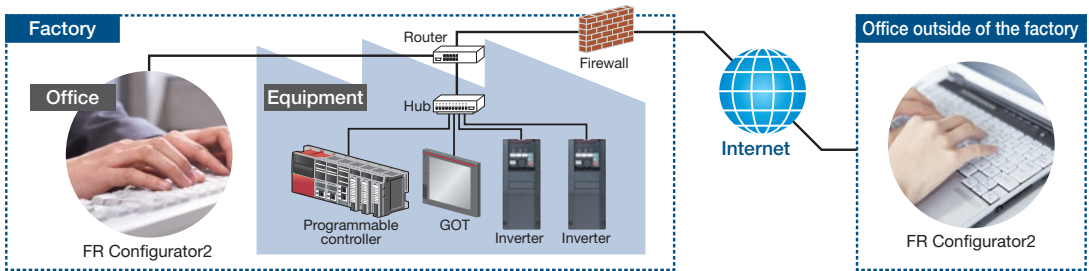 Factory
Office
FR Configurator2
Equipment
Router
Hub
Programmable
controller
GOT
Inverter
Inverter
Firewall
Internet
Office outside of the factory
FR Configurator2